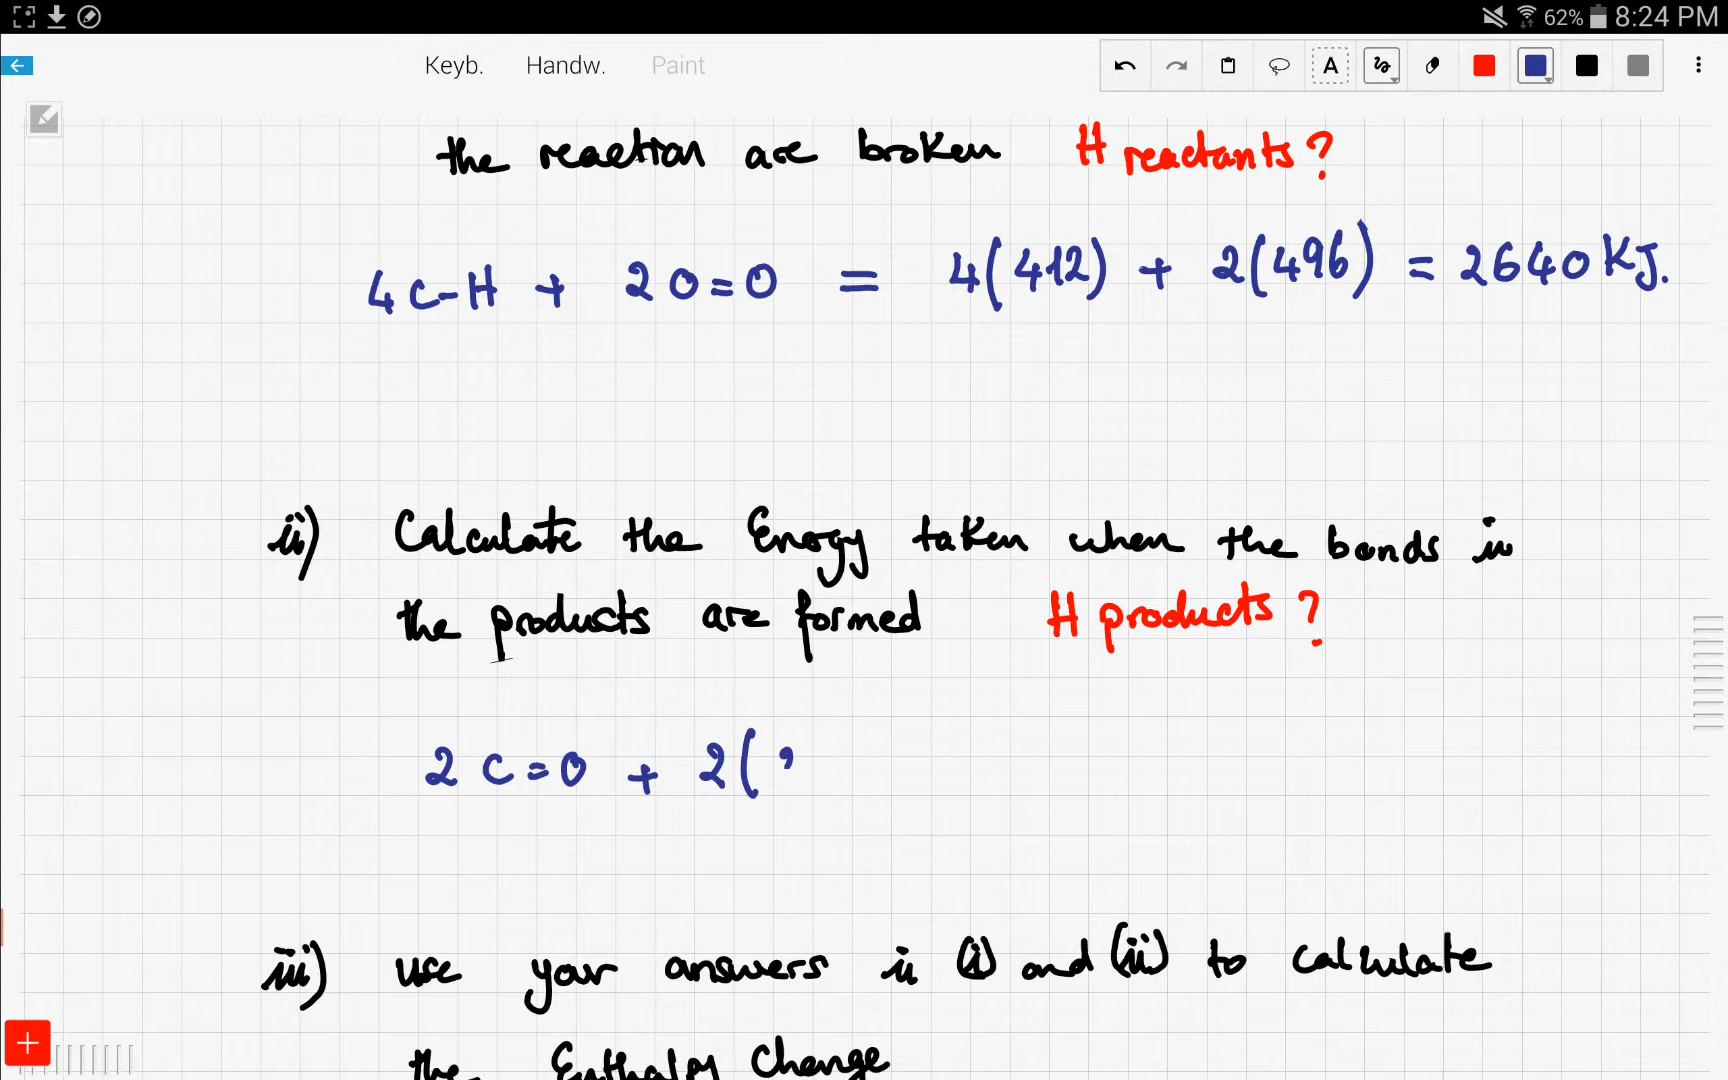 62% 8:24 PM
Keyb. Handw. Paint A
the reaction are broken H reactants?
4 C-H + 2 O=O = 4(412) + 2(496) = 2640 KJ.
ii) Calculate the Energy taken when the bonds in
the products are formed H products?
2 C=O + 2(
iii) use your answers in (i) and (ii) to calculate
the Enthalpy Change